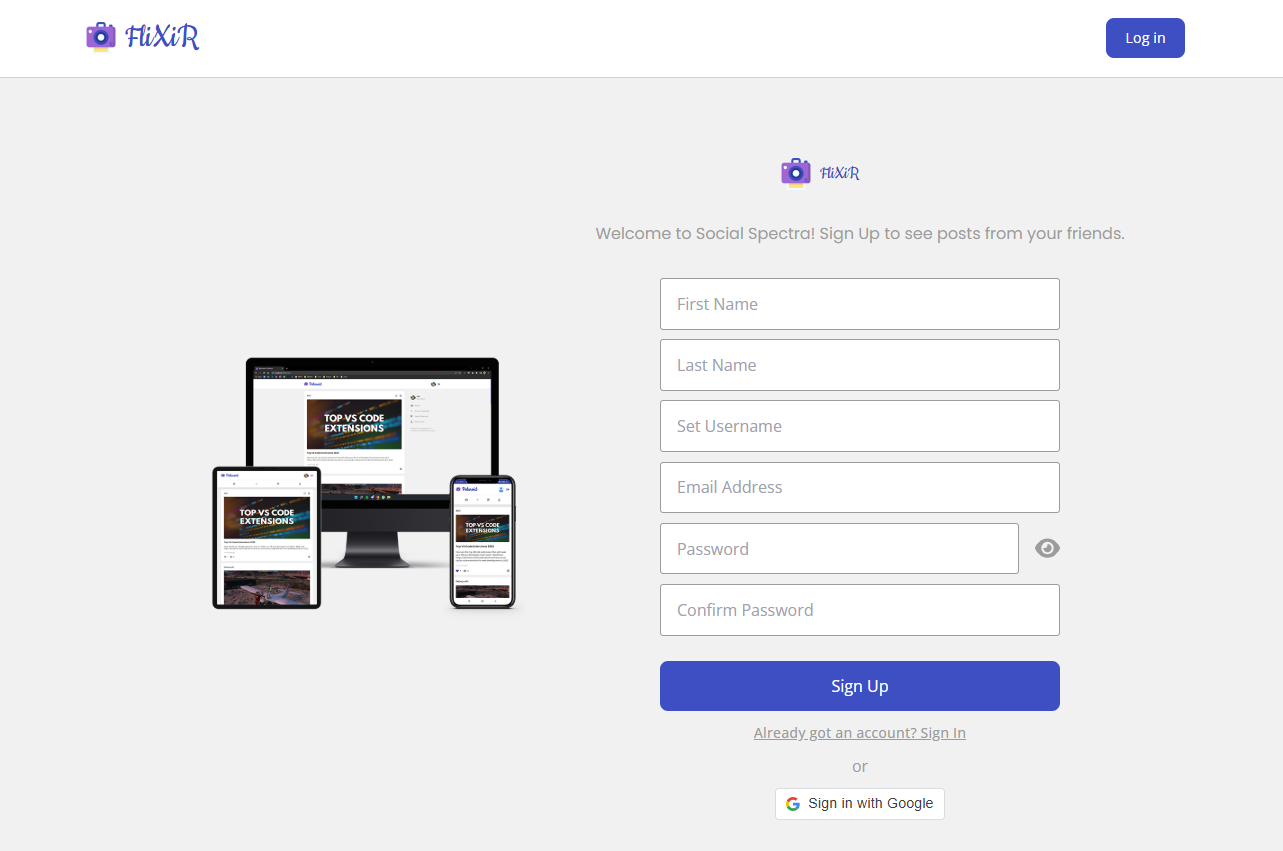 FliXiR
Log in
FliXiR
Welcome to Social Spectra! Sign Up to see posts from your friends.
First Name
Last Name
Set Username
Email Address
Password
Confirm Password
Sign Up
Already got an account? Sign In
or
Sign in with Google
TOP VS CODE
EXTENSIONS
TOP VS CODE
EXTENSIONS
TOP VS CODE
EXTENSIONS